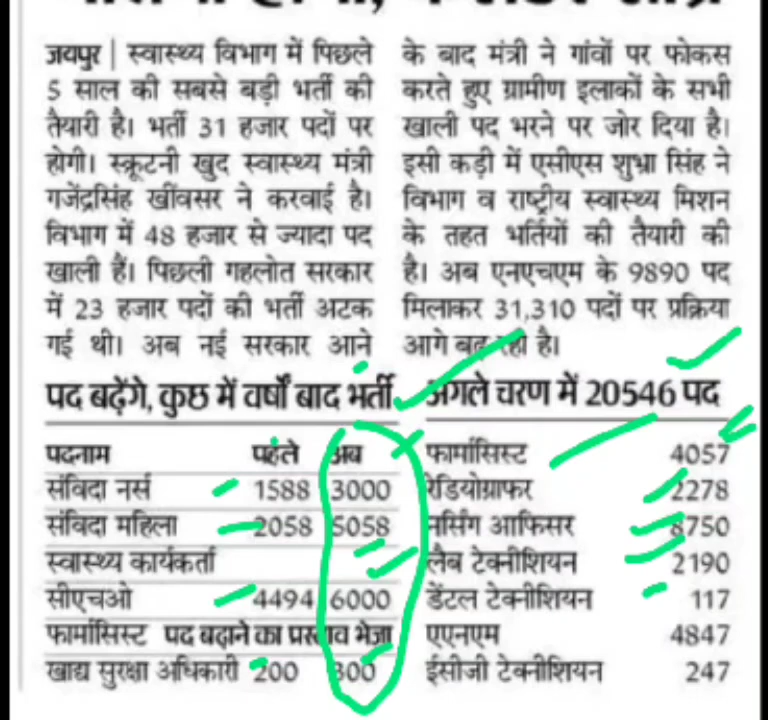 जयपुर | स्वास्थ्य विभाग में पिछले
5 साल की सबसे बड़ी भर्ती की
तैयारी है। भर्ती 31 हजार पदों पर
होगी। स्क्रूटनी खुद स्वास्थ्य मंत्री
गजेंद्रसिंह खींवसर ने करवाई है।
विभाग में 48 हजार से ज्यादा पद
खाली हैं। पिछली गहलोत सरकार
में 23 हजार पदों की भर्ती अटक
गई थी। अब नई सरकार आने
के बाद मंत्री ने गांवों पर फोकस
करते हुए ग्रामीण इलाकों के सभी
खाली पद भरने पर जोर दिया है।
इसी कड़ी में एसीएस शुभ्रा सिंह ने
विभाग व राष्ट्रीय स्वास्थ्य मिशन
के तहत भर्तियों की तैयारी की
है। अब एनएचएम के 9890 पद
मिलाकर 31,310 पदों पर प्रक्रिया
आगे बढ़ रही है।
पद बढ़ेंगे, कुछ में वर्षों बाद भर्ती
पदनाम पहले अब
संविदा नर्स 1588 3000
संविदा महिला 2058 5058
स्वास्थ्य कार्यकर्ता
सीएचओ 4494 6000
फार्मासिस्ट पद बढ़ाने का प्रस्ताव भेजा
खाद्य सुरक्षा अधिकारी 200 300
अगले चरण में 20546 पद
फार्मासिस्ट 4057
रेडियोग्राफर 2278
नर्सिंग आफिसर 8750
लैब टेक्नीशियन 2190
डेंटल टेक्नीशियन 117
एएनएम 4847
ईसीजी टेक्नीशियन 247